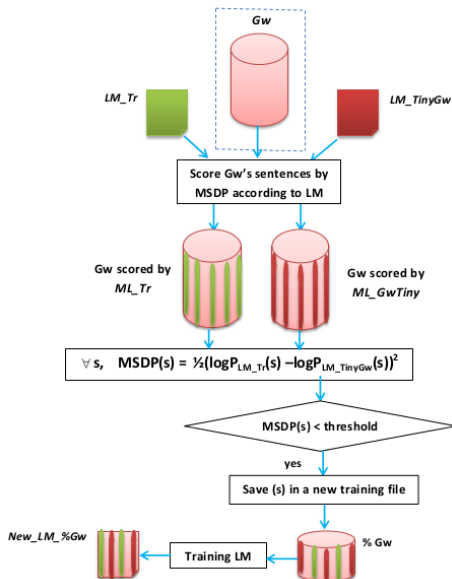 Gw
LM_Tr
LM_TinyGw
Score Gw's sentences by
MSDP according to LM
Gw scored by
ML_Tr
Gw scored by
ML_GwTiny
∀ s, MSDP(s) = ½(logP_LM_Tr(s) –logP_LM_TinyGw(s))²
MSDP(s) < threshold
yes
Save (s) in a new training file
New_LM_%Gw
% Gw
Training LM